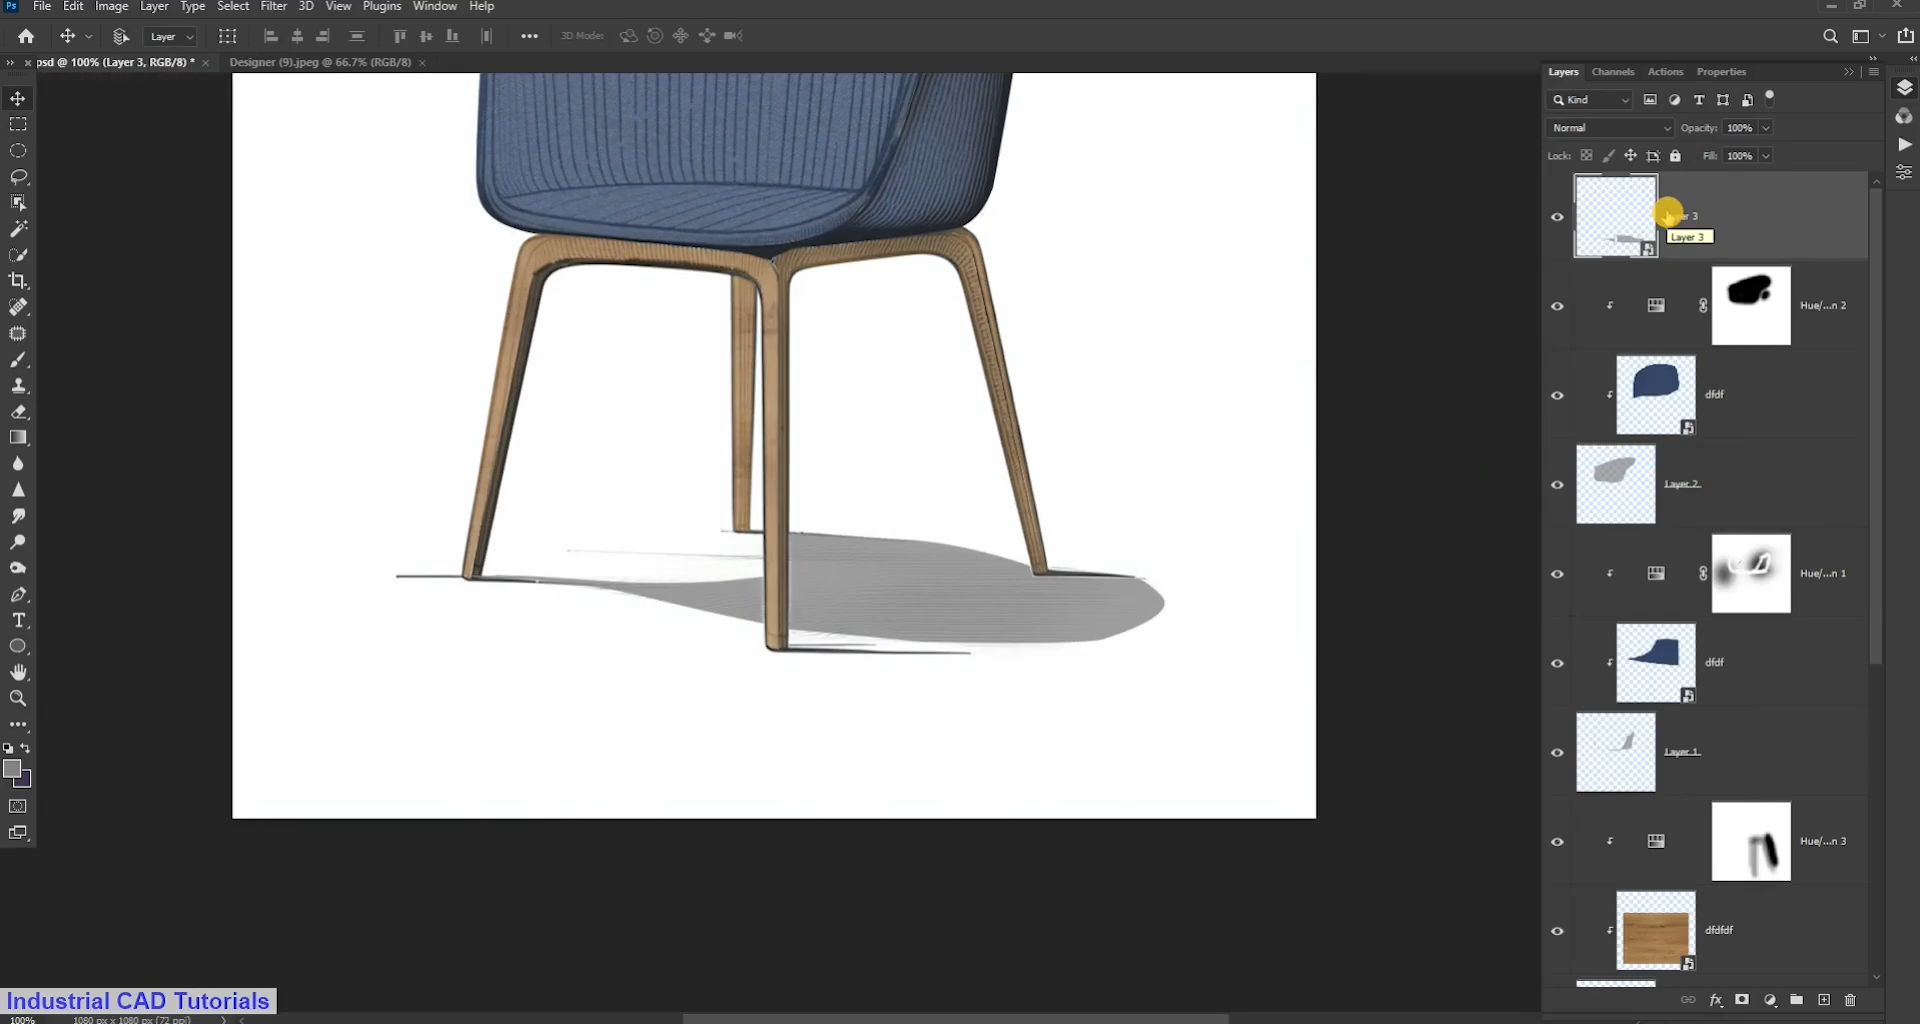 Ps File Edit Image Layer Type Select Filter 3D View Plugins Window Help
Layer 3D Mode:
psd @ 100% (Layer 3, RGB/8) * × Designer (9).jpeg @ 66.7% (RGB/8) ×
Layers Channels Actions Properties
Kind
Normal Opacity: 100%
Lock: Fill: 100%
Layer 3
Hue/...n 2
dfdf
Layer 2
Hue/...n 1
dfdf
Layer 1
Hue/...n 3
dfdfdf
Industrial CAD Tutorials
100% 1080 px x 1080 px (72 ppi)